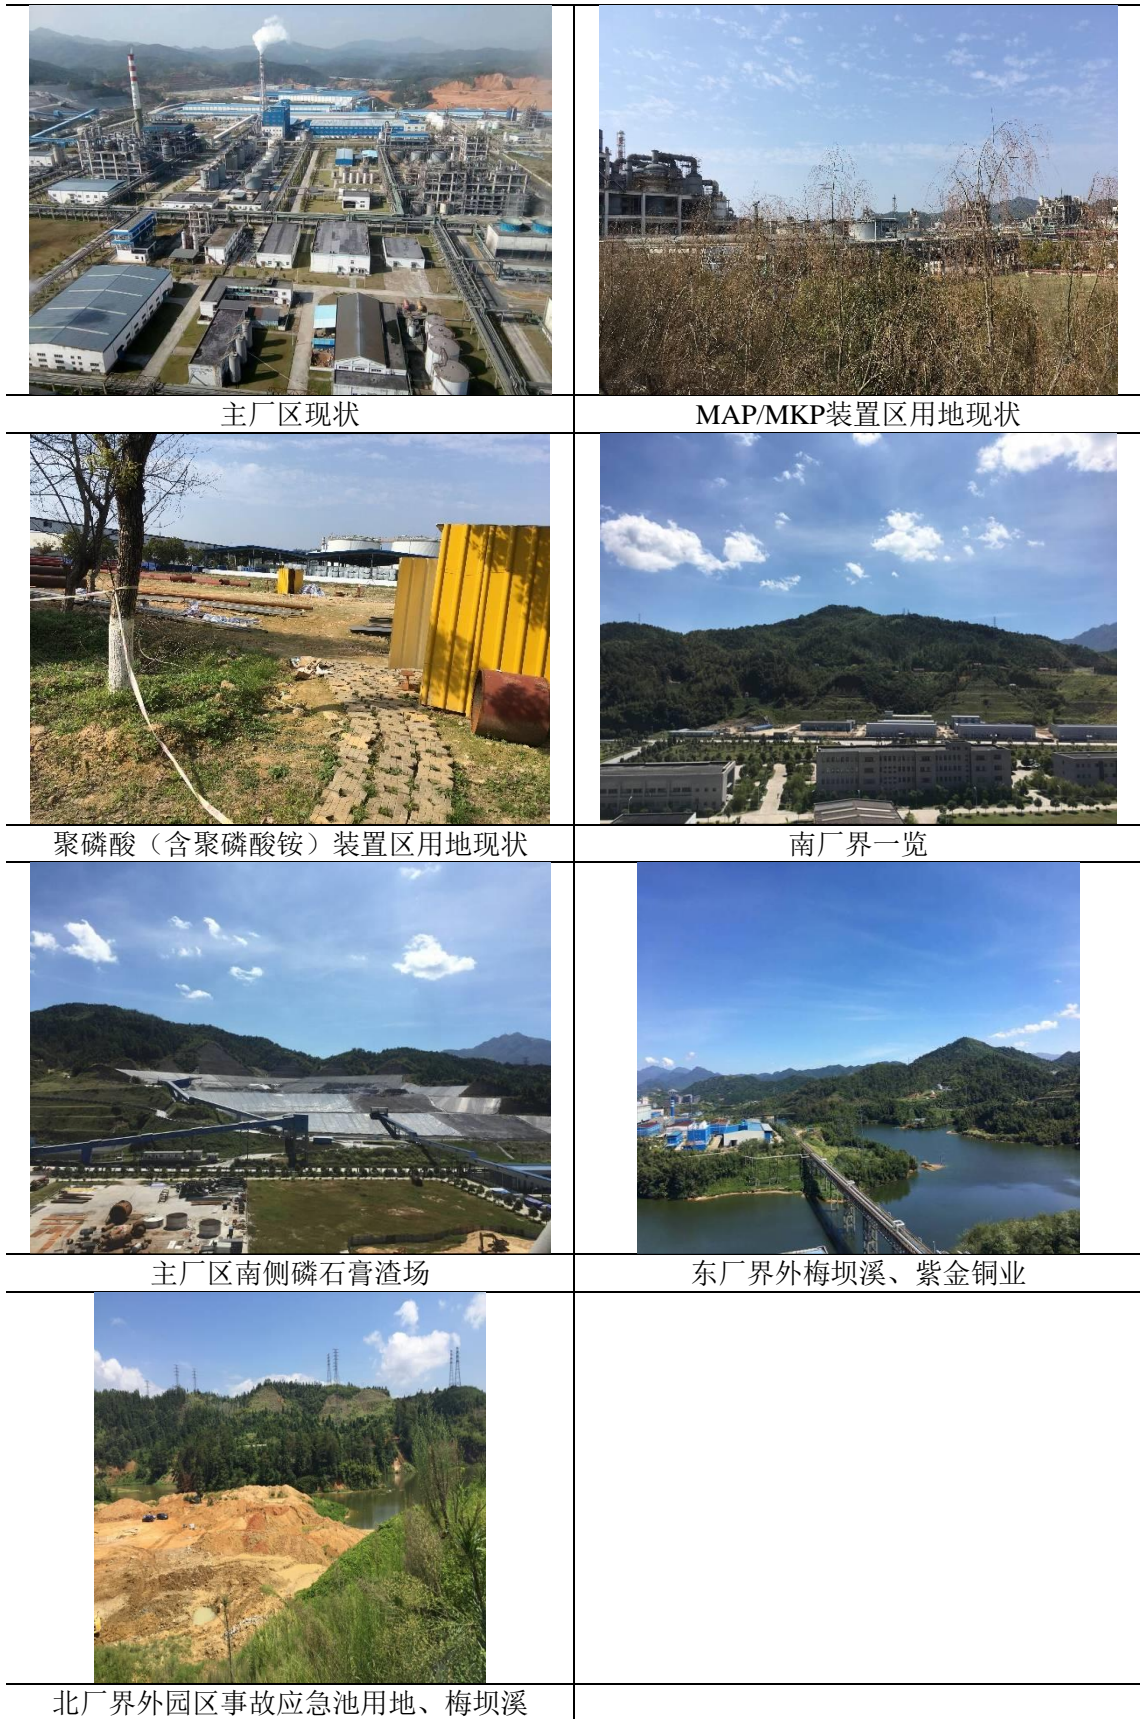 主厂区现状
MAP/MKP装置区用地现状
聚磷酸（含聚磷酸铵）装置区用地现状
南厂界一览
主厂区南侧磷石膏渣场
东厂界外梅坝溪、紫金铜业
北厂界外园区事故应急池用地、梅坝溪